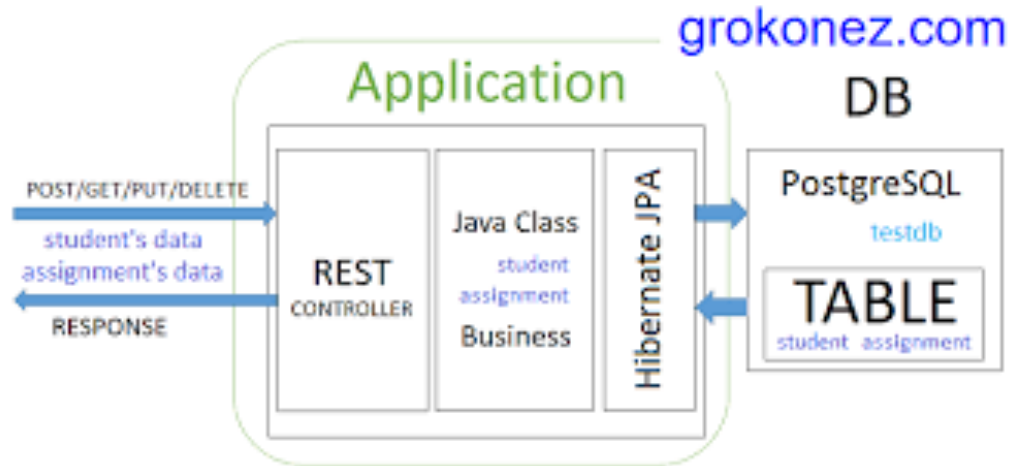 grokonez.com
Application
DB
POST/GET/PUT/DELETE
student's data
assignment's data
RESPONSE
REST
CONTROLLER
Java Class
student
assignment
Business
Hibernate JPA
PostgreSQL
testdb
TABLE
student assignment